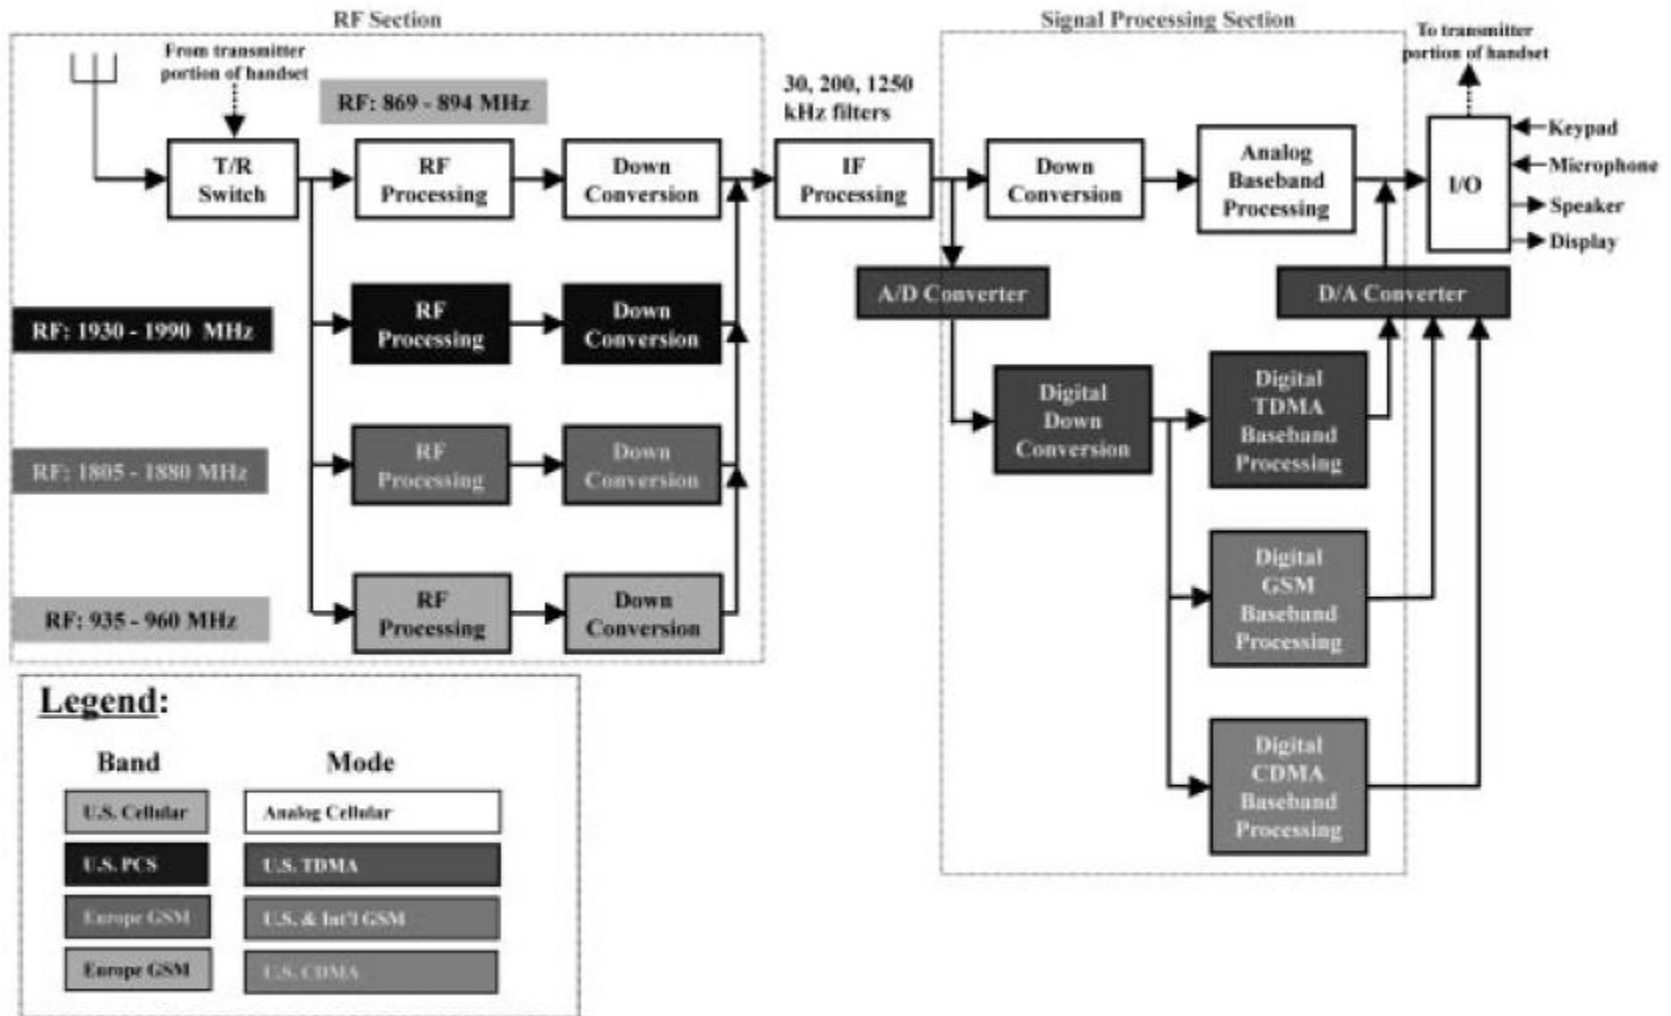 RF Section
Signal Processing Section
From transmitter
portion of handset
To transmitter
portion of handset
RF: 869 - 894 MHz
30, 200, 1250
kHz filters
T/R
Switch
RF
Processing
Down
Conversion
IF
Processing
Down
Conversion
Analog
Baseband
Processing
I/O
Keypad
Microphone
Speaker
Display
A/D Converter
D/A Converter
RF: 1930 - 1990 MHz
RF
Processing
Down
Conversion
Digital
Down
Conversion
Digital
TDMA
Baseband
Processing
RF: 1805 - 1880 MHz
RF
Processing
Down
Conversion
Digital
GSM
Baseband
Processing
RF: 935 - 960 MHz
RF
Processing
Down
Conversion
Digital
CDMA
Baseband
Processing
Legend:
Band
Mode
U.S. Cellular
Analog Cellular
U.S. PCS
U.S. TDMA
Europe GSM
U.S. & Int'l GSM
Europe GSM
U.S. CDMA